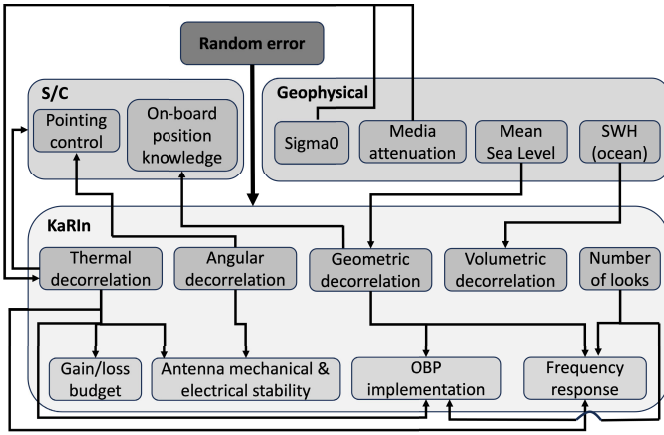 Random error
S/C
Pointing
control
On-board
position
knowledge
Geophysical
Sigma0
Media
attenuation
Mean
Sea Level
SWH
(ocean)
KaRIn
Thermal
decorrelation
Angular
decorrelation
Geometric
decorrelation
Volumetric
decorrelation
Number
of looks
Gain/loss
budget
Antenna mechanical &
electrical stability
OBP
implementation
Frequency
response